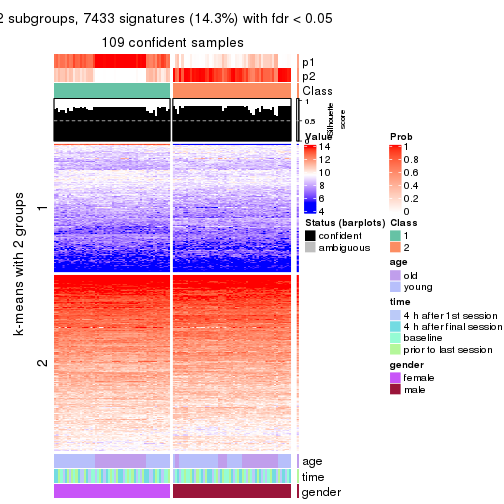 2 subgroups, 7433 signatures (14.3%) with fdr < 0.05
109 confident samples
p1
p2
Class
1
0.5
0
Silhouette
score
k-means with 2 groups
1
2
age
time
gender
Value
14
12
10
8
6
4
Status (barplots)
confident
ambiguous
Prob
1
0.8
0.6
0.4
0.2
0
Class
1
2
age
old
young
time
4 h after 1st session
4 h after final session
baseline
prior to last session
gender
female
male